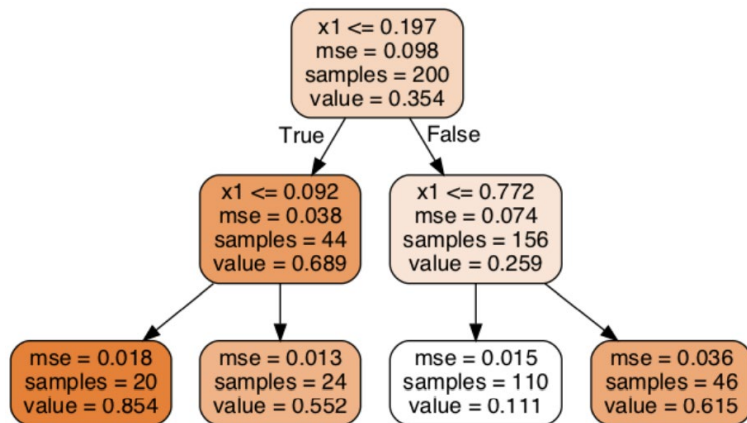 x1 <= 0.197
mse = 0.098
samples = 200
value = 0.354
True
False
x1 <= 0.092
mse = 0.038
samples = 44
value = 0.689
x1 <= 0.772
mse = 0.074
samples = 156
value = 0.259
mse = 0.018
samples = 20
value = 0.854
mse = 0.013
samples = 24
value = 0.552
mse = 0.015
samples = 110
value = 0.111
mse = 0.036
samples = 46
value = 0.615